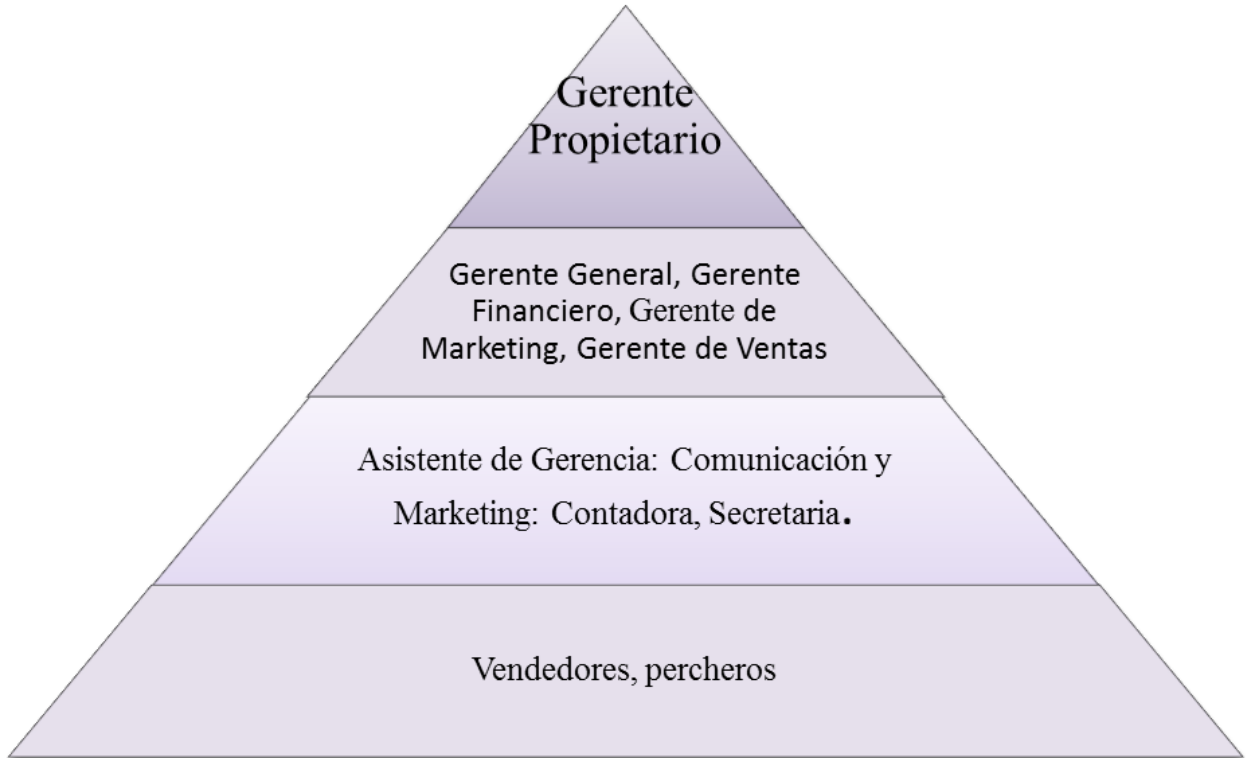 Gerente
Propietario
Gerente General, Gerente
Financiero, Gerente de
Marketing, Gerente de Ventas
Asistente de Gerencia: Comunicación y
Marketing: Contadora, Secretaria.
Vendedores, percheros